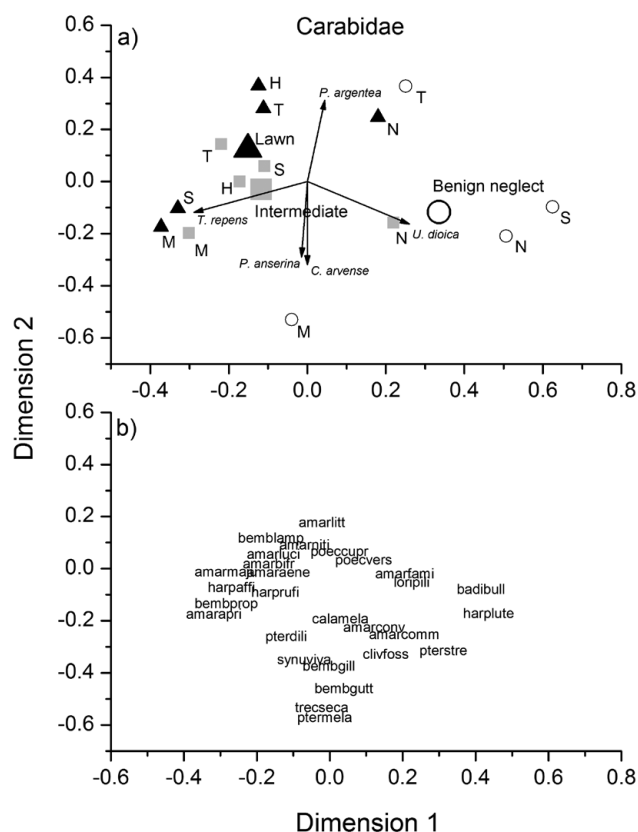 Carabidae
a)
0.6
0.4
0.2
0.0
-0.2
-0.4
-0.6
H
T
P. argentea
T
N
Lawn
T
S
H
Benign neglect
S
Intermediate
T. repens
S
M
M
N
U. dioica
N
P. anserina
C. arvense
M
-0.4 -0.2 0.0 0.2 0.4 0.6 0.8
Dimension 2
b)
0.6
0.4
0.2
0.0
-0.2
-0.4
-0.6
amarlitt
bemblamp
amarniti
amarluci
poeccupr
poecvers
amarbifr
amarmaj
amaraene
amarfami
loripili
harpaffi
harprufi
badibull
bembprop
amarapri
harplute
calamela
amarconv
pterdili
amarcomm
clivfoss
pterstre
synuviva
bembgill
bembgutt
trecseca
ptermela
-0.6 -0.4 -0.2 0.0 0.2 0.4 0.6 0.8
Dimension 1